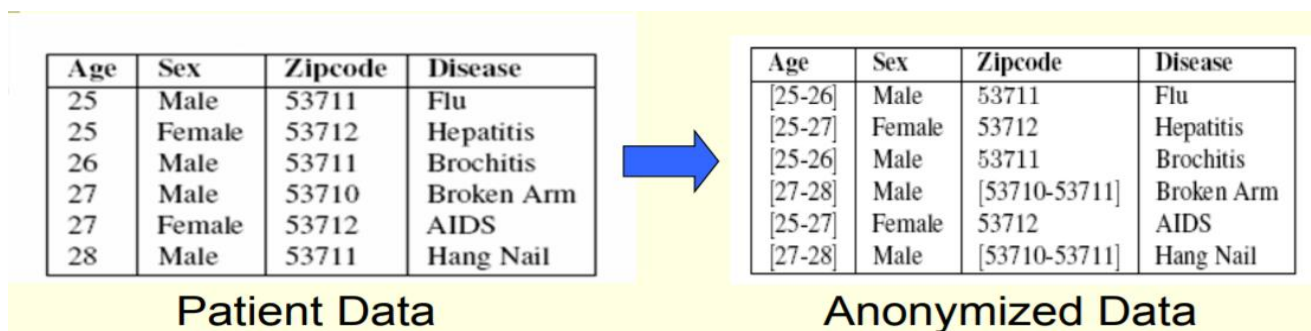 Age Sex Zipcode Disease
25 Male 53711 Flu
25 Female 53712 Hepatitis
26 Male 53711 Brochitis
27 Male 53710 Broken Arm
27 Female 53712 AIDS
28 Male 53711 Hang Nail
Patient Data
Age Sex Zipcode Disease
[25-26] Male 53711 Flu
[25-27] Female 53712 Hepatitis
[25-26] Male 53711 Brochitis
[27-28] Male [53710-53711] Broken Arm
[25-27] Female 53712 AIDS
[27-28] Male [53710-53711] Hang Nail
Anonymized Data